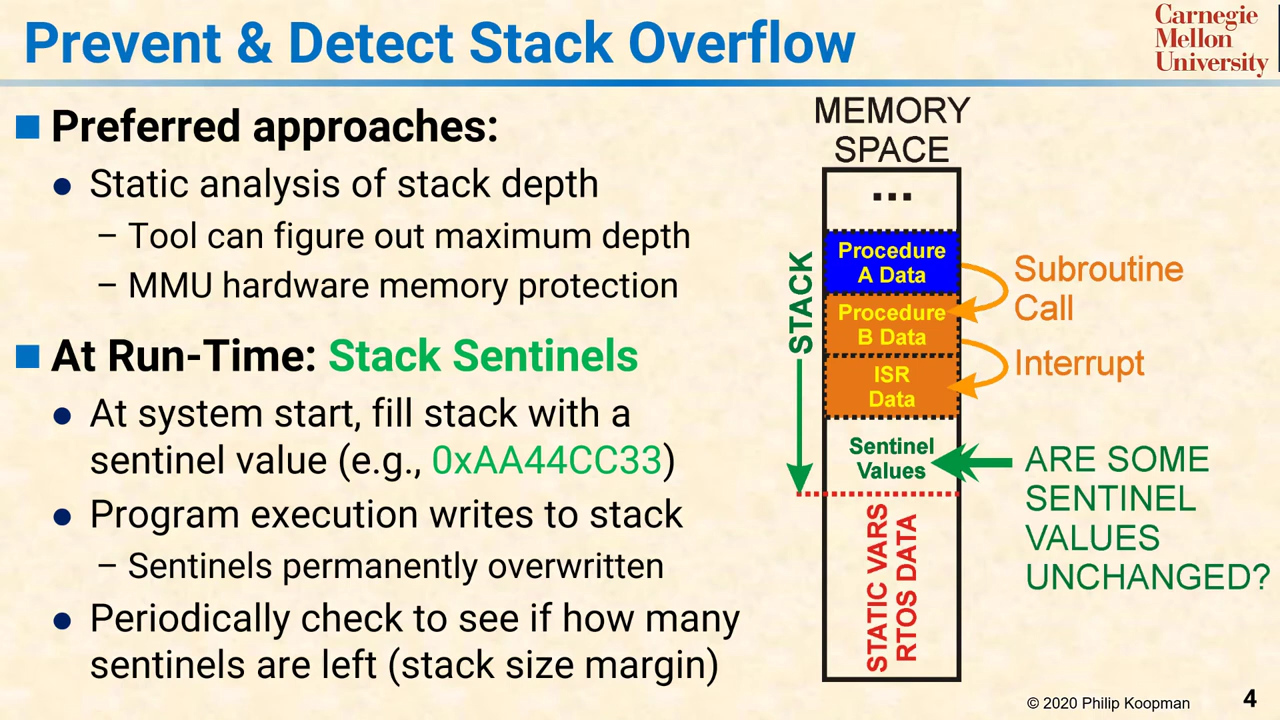 Prevent & Detect Stack Overflow
Carnegie
Mellon
University
Preferred approaches:
Static analysis of stack depth
– Tool can figure out maximum depth
– MMU hardware memory protection
At Run-Time: Stack Sentinels
At system start, fill stack with a
sentinel value (e.g., 0xAA44CC33)
Program execution writes to stack
– Sentinels permanently overwritten
Periodically check to see if how many
sentinels are left (stack size margin)
MEMORY
SPACE
...
STACK
Procedure
A Data
Subroutine
Call
Procedure
B Data
Interrupt
ISR
Data
Sentinel
Values
ARE SOME
SENTINEL
VALUES
UNCHANGED?
STATIC VARS
RTOS DATA
© 2020 Philip Koopman
4